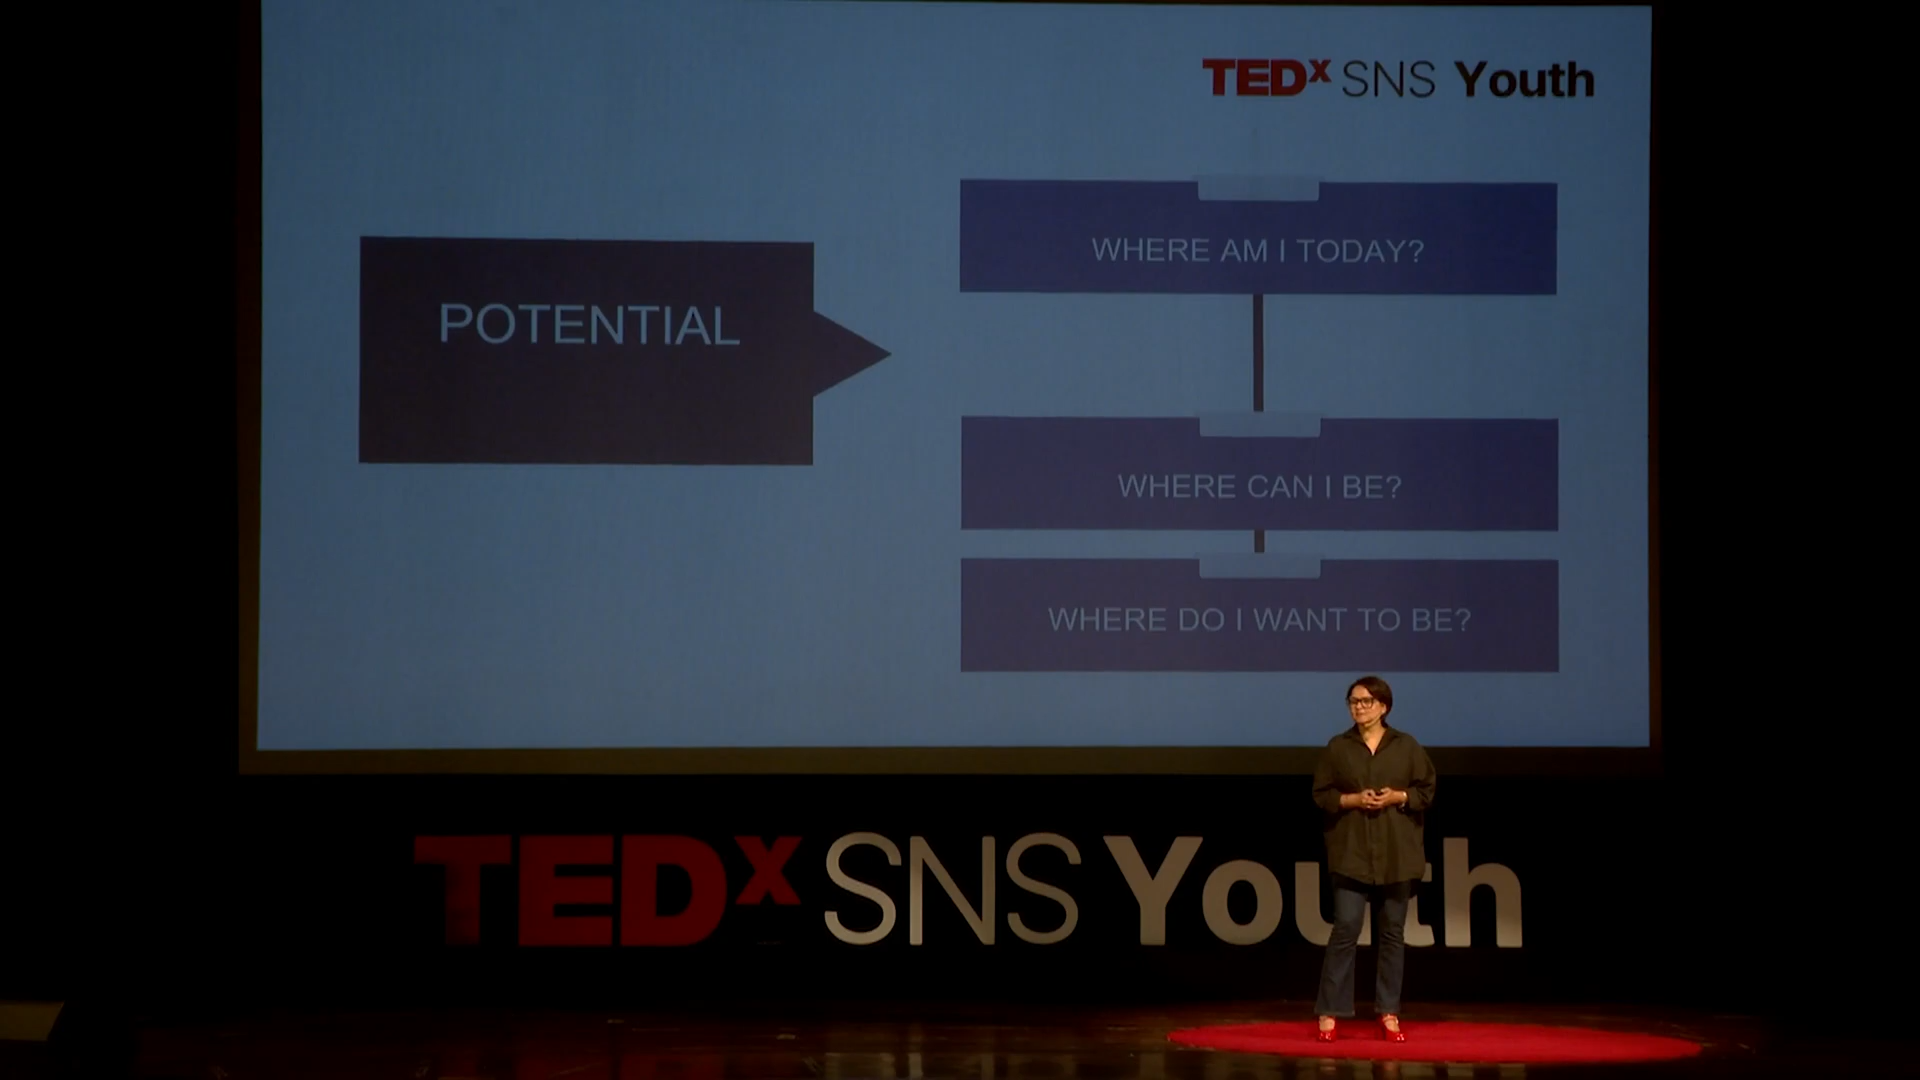 TEDx SNS Youth
POTENTIAL
WHERE AM I TODAY?
WHERE CAN I BE?
WHERE DO I WANT TO BE?
TEDx SNS Youth